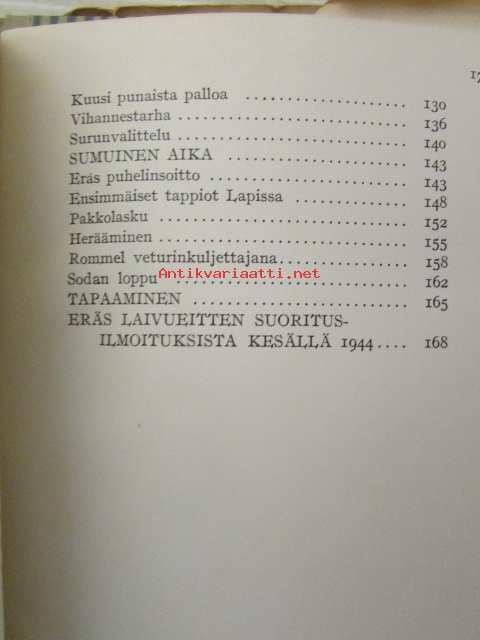 Kuusi punaista palloa .................... 130
Vihannestarha .................... 136
Surunvalittelu .................... 140
SUMUINEN AIKA .................... 143
Eräs puhelinsoitto .................... 143
Ensimmäiset tappiot Lapissa .......... 148
Pakkolasku .................... 152
Herääminen .................... 155
Rommel veturinkuljettajana ............ 158
Sodan loppu .................... 162
Antikvariaatti.net
TAPAAMINEN .................... 165
ERÄS LAIVUEITTEN SUORITUS-
ILMOITUKSISTA KESÄLLÄ 1944.... 168